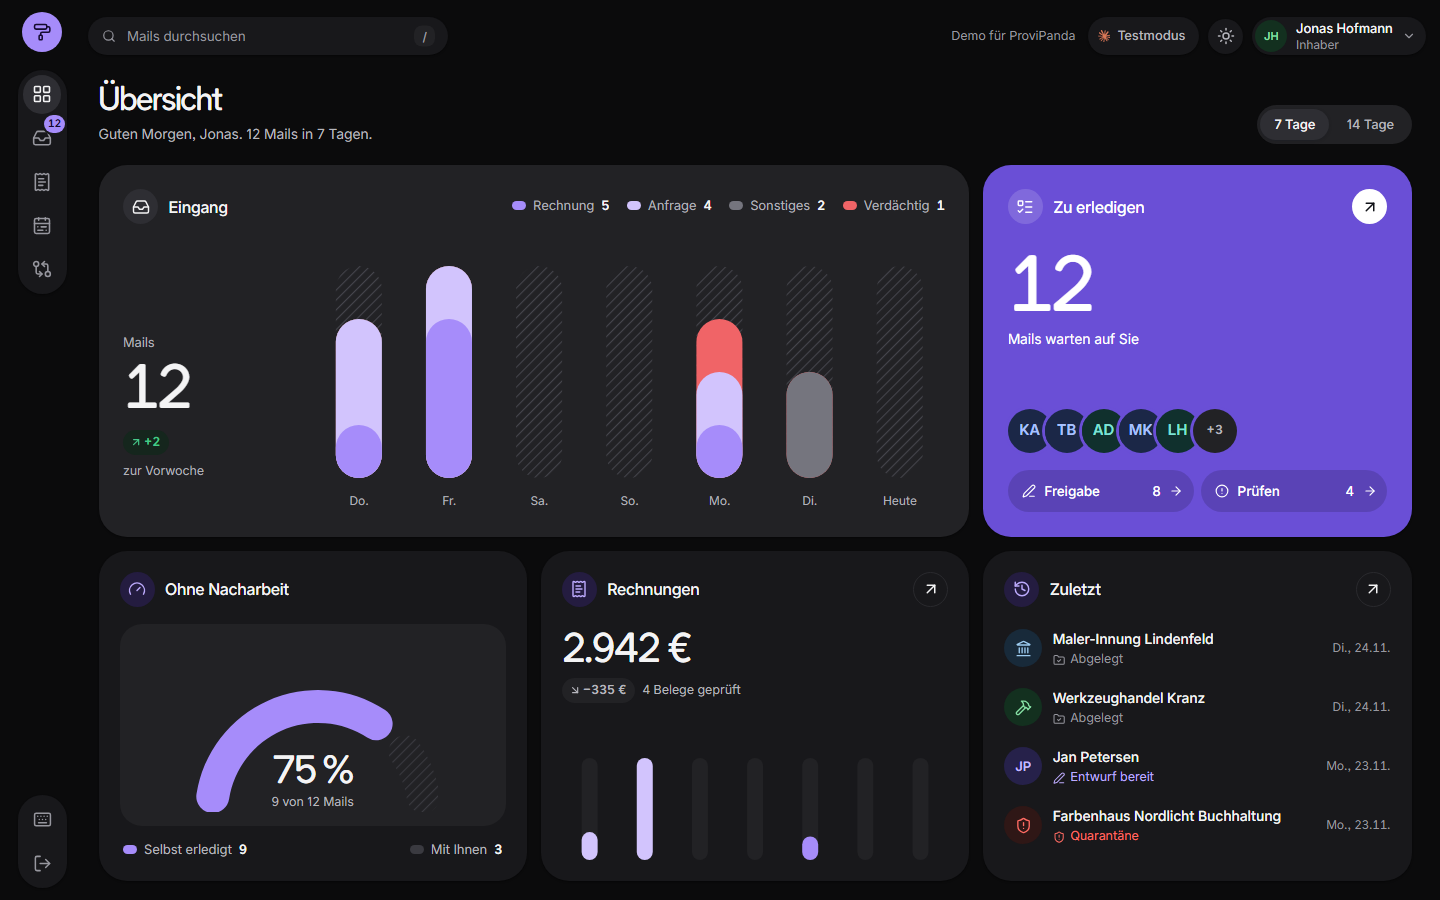 Mails durchsuchen
/
Demo für ProviPanda
Testmodus
JH
Jonas Hofmann
Inhaber
12
Übersicht
Guten Morgen, Jonas. 12 Mails in 7 Tagen.
7 Tage
14 Tage
Eingang
Rechnung 5
Anfrage 4
Sonstiges 2
Verdächtig 1
Mails
12
+2
zur Vorwoche
Do.
Fr.
Sa.
So.
Mo.
Di.
Heute
Zu erledigen
12
Mails warten auf Sie
KA
TB
AD
MK
LH
+3
Freigabe 8
Prüfen 4
Ohne Nacharbeit
75 %
9 von 12 Mails
Selbst erledigt 9
Mit Ihnen 3
Rechnungen
2.942 €
−335 €
4 Belege geprüft
Zuletzt
Maler-Innung Lindenfeld
Abgelegt
Di., 24.11.
Werkzeughandel Kranz
Abgelegt
Di., 24.11.
JP
Jan Petersen
Entwurf bereit
Mo., 23.11.
Farbenhaus Nordlicht Buchhaltung
Quarantäne
Mo., 23.11.